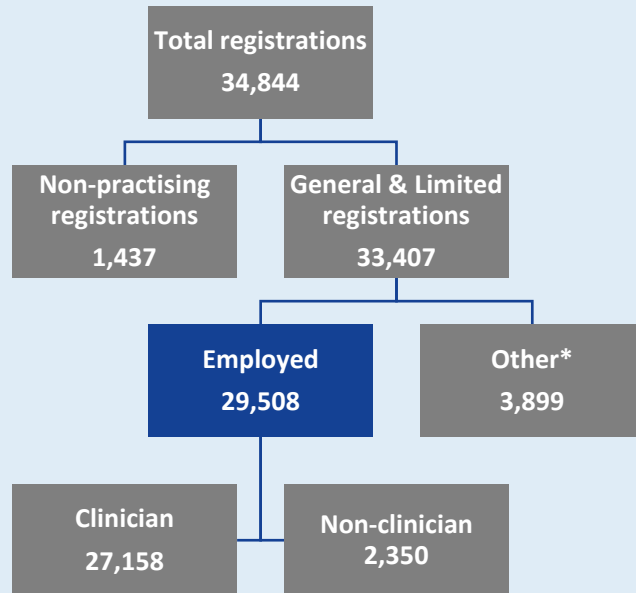 Total registrations
34,844
Non-practising
registrations
1,437
General & Limited
registrations
33,407
Employed
29,508
Other*
3,899
Clinician
27,158
Non-clinician
2,350